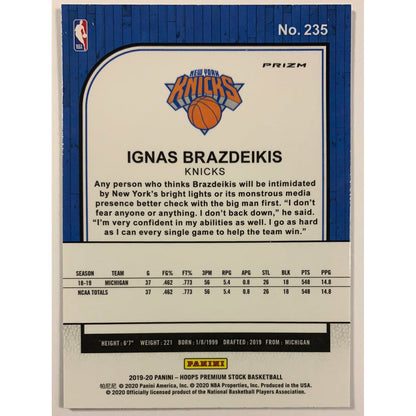 No. 235
NBA
NEW YORK
KNICKS
PRIZM
IGNAS BRAZDEIKIS
KNICKS
Any person who thinks Brazdeikis will be intimidated
by New York's bright lights or its monstrous media
presence better check with the big man first. "I don't
fear anyone or anything. I don't back down," he said.
"I'm very confident in my abilities as well. I go as hard
as I can every single game to help the team win."
SEASON TEAM G FG% FT% 3PM RPG APG STL BLK PTS PPG
18-19 MICHIGAN 37 .462 .773 56 5.4 0.8 26 18 548 14.8
NCAA TOTALS 37 .462 .773 56 5.4 0.8 26 18 548 14.8
HEIGHT: 6'7" WEIGHT: 221 BORN: 1/8/1999 DRAFTED: 2019 FROM: MICHIGAN
PANINI
2019-20 PANINI – HOOPS PREMIUM STOCK BASKETBALL
帕尼尼 © 2020 Panini America, Inc. © 2020 NBA Properties, Inc. Produced in the USA.
© 2020 Officially licensed product of the National Basketball Players Association.